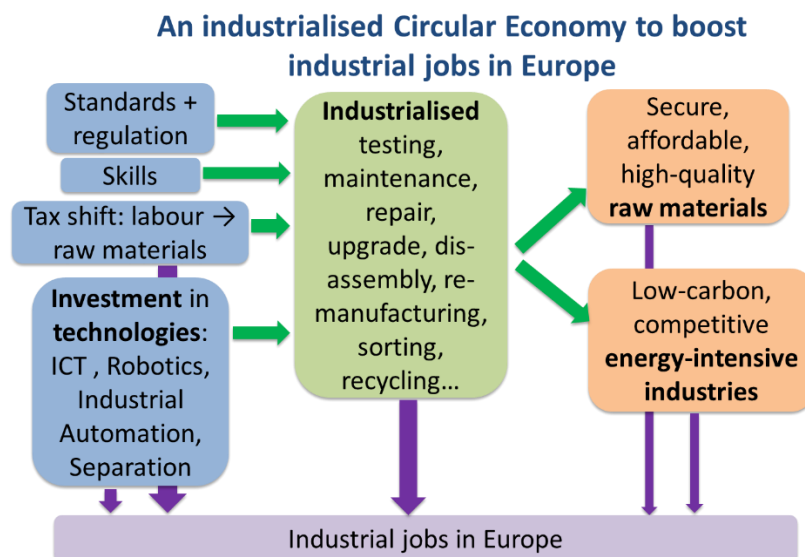 An industrialised Circular Economy to boost
industrial jobs in Europe
Standards +
regulation
Skills
Tax shift: labour →
raw materials
Investment in
technologies:
ICT , Robotics,
Industrial
Automation,
Separation
Industrialised
testing,
maintenance,
repair,
upgrade, dis-
assembly, re-
manufacturing,
sorting,
recycling…
Secure,
affordable,
high-quality
raw materials
Low-carbon,
competitive
energy-intensive
industries
Industrial jobs in Europe